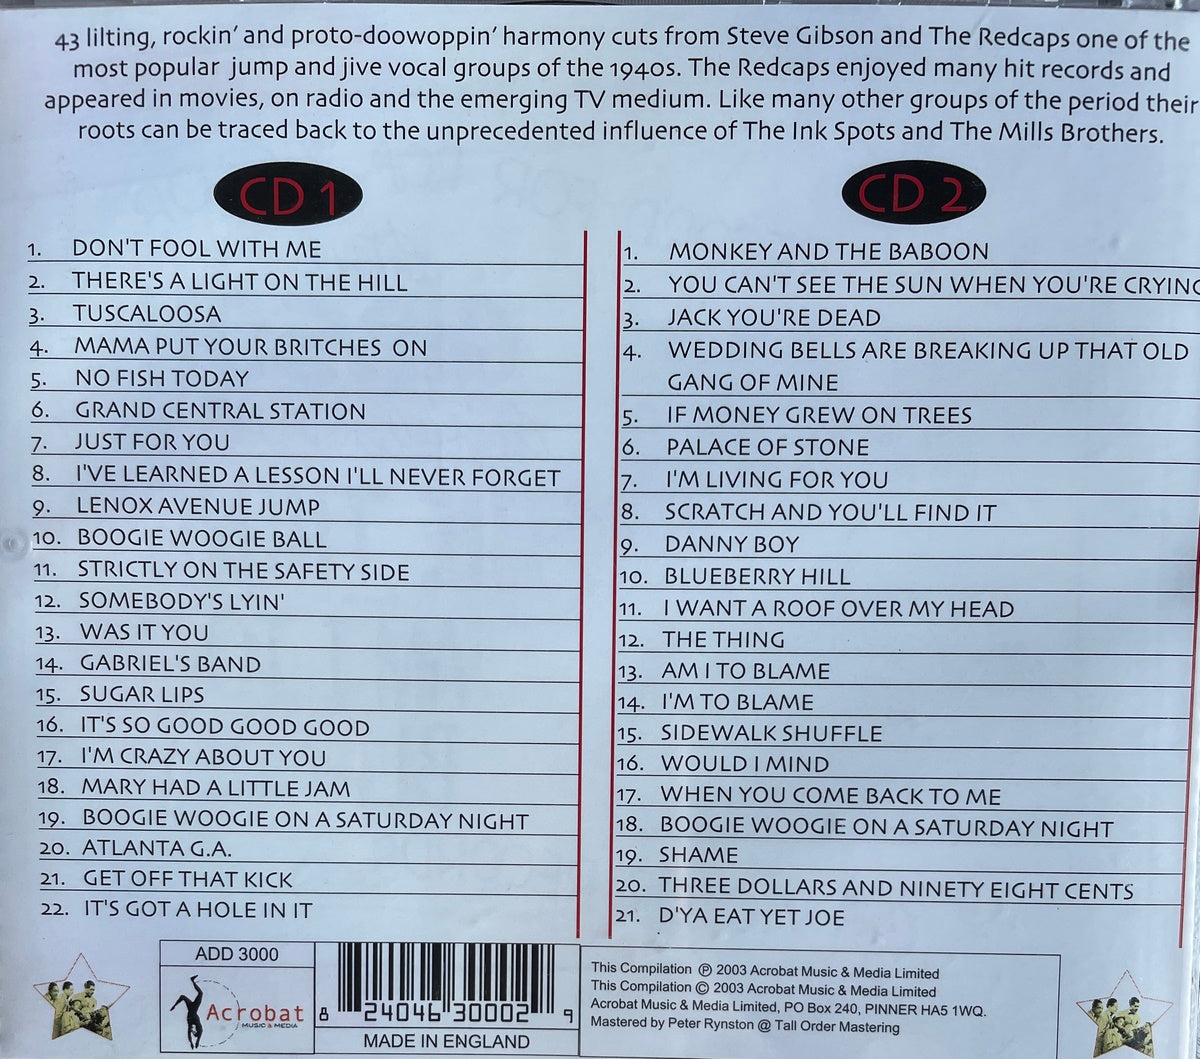 43 lilting, rockin' and proto-doowoppin' harmony cuts from Steve Gibson and The Redcaps one of the
most popular jump and jive vocal groups of the 1940s. The Redcaps enjoyed many hit records and
appeared in movies, on radio and the emerging TV medium. Like many other groups of the period their
roots can be traced back to the unprecedented influence of The Ink Spots and The Mills Brothers.
CD 1
1. DON'T FOOL WITH ME
2. THERE'S A LIGHT ON THE HILL
3. TUSCALOOSA
4. MAMA PUT YOUR BRITCHES ON
5. NO FISH TODAY
6. GRAND CENTRAL STATION
7. JUST FOR YOU
8. I'VE LEARNED A LESSON I'LL NEVER FORGET
9. LENOX AVENUE JUMP
10. BOOGIE WOOGIE BALL
11. STRICTLY ON THE SAFETY SIDE
12. SOMEBODY'S LYIN'
13. WAS IT YOU
14. GABRIEL'S BAND
15. SUGAR LIPS
16. IT'S SO GOOD GOOD GOOD
17. I'M CRAZY ABOUT YOU
18. MARY HAD A LITTLE JAM
19. BOOGIE WOOGIE ON A SATURDAY NIGHT
20. ATLANTA G.A.
21. GET OFF THAT KICK
22. IT'S GOT A HOLE IN IT
CD 2
1. MONKEY AND THE BABOON
2. YOU CAN'T SEE THE SUN WHEN YOU'RE CRYING
3. JACK YOU'RE DEAD
4. WEDDING BELLS ARE BREAKING UP THAT OLD
GANG OF MINE
5. IF MONEY GREW ON TREES
6. PALACE OF STONE
7. I'M LIVING FOR YOU
8. SCRATCH AND YOU'LL FIND IT
9. DANNY BOY
10. BLUEBERRY HILL
11. I WANT A ROOF OVER MY HEAD
12. THE THING
13. AM I TO BLAME
14. I'M TO BLAME
15. SIDEWALK SHUFFLE
16. WOULD I MIND
17. WHEN YOU COME BACK TO ME
18. BOOGIE WOOGIE ON A SATURDAY NIGHT
19. SHAME
20. THREE DOLLARS AND NINETY EIGHT CENTS
21. D'YA EAT YET JOE
ADD 3000
Acrobat
MUSIC & MEDIA
8 24046 30002 9
MADE IN ENGLAND
This Compilation ℗ 2003 Acrobat Music & Media Limited
This Compilation © 2003 Acrobat Music & Media Limited
Acrobat Music & Media Limited, PO Box 240, PINNER HA5 1WQ.
Mastered by Peter Rynston @ Tall Order Mastering